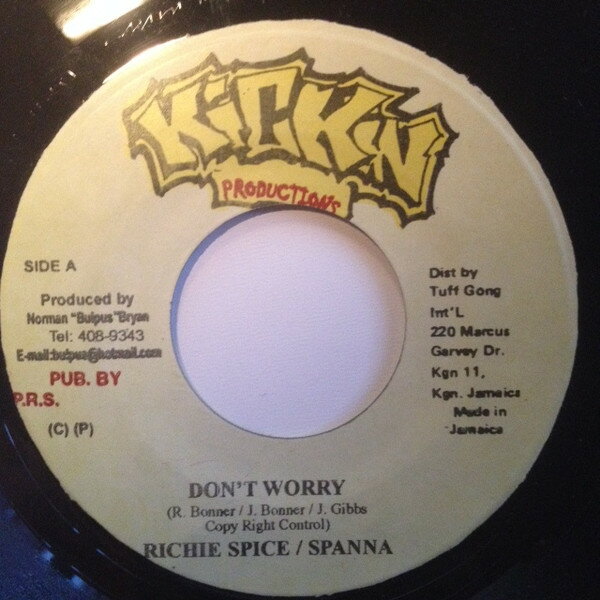 KiCKiN
PRODUCTIONS
SIDE A
Produced by
Norman "Bulpus" Bryan
Tel: 408-9343
E-mail:bulpus@hotmail.com
PUB. BY
P.R.S.
(C) (P)
Dist by
Tuff Gong
Int'L
220 Marcus
Garvey Dr.
Kgn 11,
Kgn. Jamaica
Made in
Jamaica
DON'T WORRY
(R. Bonner / J. Bonner / J. Gibbs
Copy Right Control)
RICHIE SPICE / SPANNA